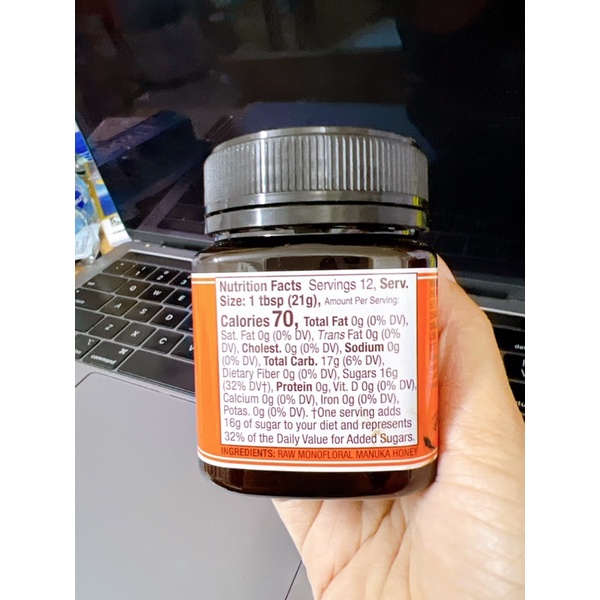 Nutrition Facts Servings 12, Serv.
Size: 1 tbsp (21g), Amount Per Serving:
Calories 70, Total Fat 0g (0% DV),
Sat. Fat 0g (0% DV), Trans Fat 0g (0%
DV), Cholest. 0g (0% DV), Sodium 0g
(0% DV), Total Carb. 17g (6% DV),
Dietary Fiber 0g (0% DV), Sugars 16g
(32% DV†), Protein 0g, Vit. D 0g (0% DV),
Calcium 0g (0% DV), Iron 0g (0% DV),
Potas. 0g (0% DV). †One serving adds
16g of sugar to your diet and represents
32% of the Daily Value for Added Sugars.
INGREDIENTS: RAW MONOFLORAL MANUKA HONEY
control
option
command